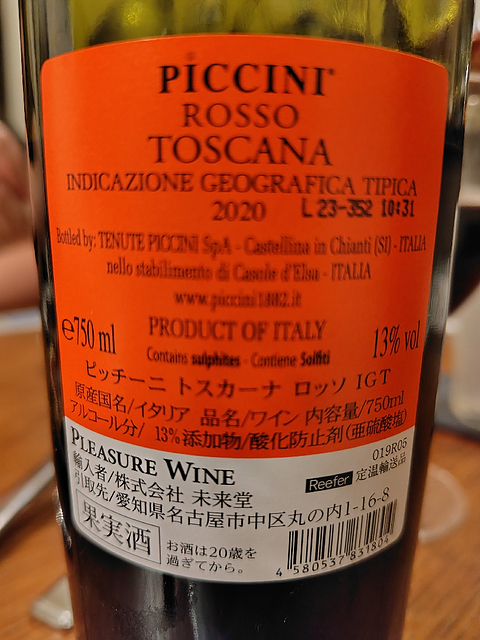 PICCINI®
ROSSO
TOSCANA
INDICAZIONE GEOGRAFICA TIPICA
2020 L 23-352 10:31
Bottled by: TENUTE PICCINI SpA - Castellina in Chianti (SI) - ITALIA
nello stabilimento di Casole d'Elsa - ITALIA
www.piccini1882.it
PRODUCT OF ITALY
℮750 ml 13% vol
Contains sulphites - Contiene Solfiti
ピッチーニ トスカーナ ロッソ IGT
原産国名/イタリア 品名/ワイン 内容量/750ml
アルコール分/ 13% 添加物/酸化防止剤(亜硫酸塩)
PLEASURE WINE 019R05
輸入者/株式会社 未来堂 Reefer 定温輸送品
引取先/愛知県名古屋市中区丸の内1-16-8
果実酒
お酒は20歳を
過ぎてから。
4 580537 831804